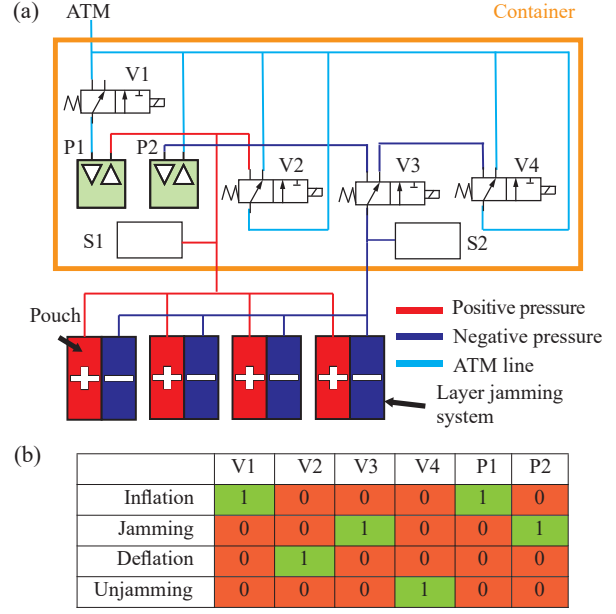 (a)
ATM
Container
V1
P1
P2
V2
V3
V4
S1
S2
Pouch
Positive pressure
Negative pressure
ATM line
Layer jamming
system
(b)
V1 V2 V3 V4 P1 P2
Inflation 1 0 0 0 1 0
Jamming 0 0 1 0 0 1
Deflation 0 1 0 0 0 0
Unjamming 0 0 0 1 0 0